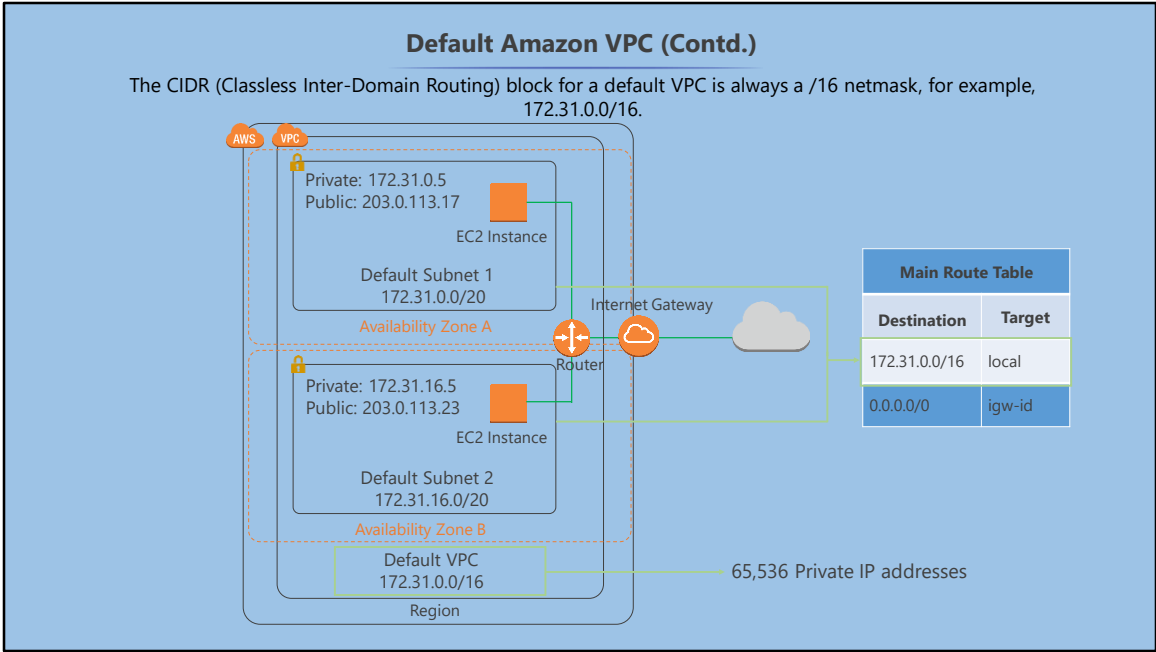 Default Amazon VPC (Contd.)
The CIDR (Classless Inter-Domain Routing) block for a default VPC is always a /16 netmask, for example,
172.31.0.0/16.
AWS
VPC
Private: 172.31.0.5
Public: 203.0.113.17
EC2 Instance
Default Subnet 1
172.31.0.0/20
Availability Zone A
Internet Gateway
Router
Private: 172.31.16.5
Public: 203.0.113.23
EC2 Instance
Default Subnet 2
172.31.16.0/20
Availability Zone B
Default VPC
172.31.0.0/16
65,536 Private IP addresses
Region
Main Route Table
Destination Target
172.31.0.0/16 local
0.0.0.0/0 igw-id